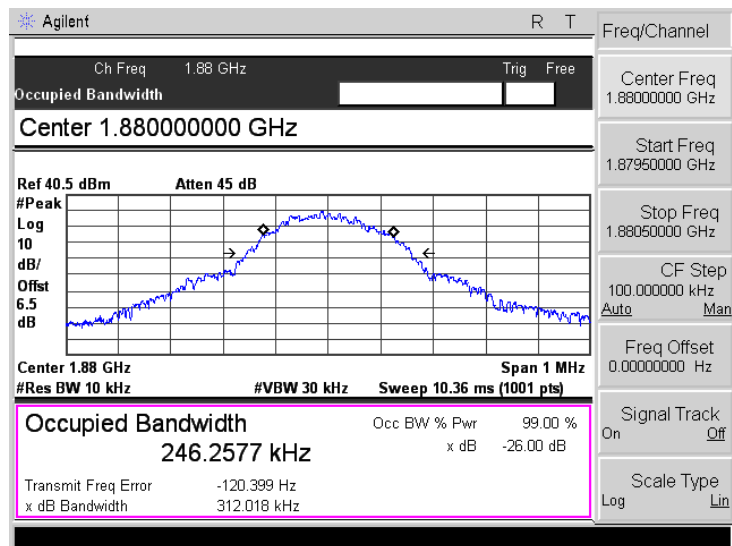 Agilent R T
Freq/Channel
Ch Freq 1.88 GHz Trig Free
Occupied Bandwidth
Center 1.880000000 GHz
Ref 40.5 dBm Atten 45 dB
#Peak
Log
10
dB/
Offst
6.5
dB
Center 1.88 GHz Span 1 MHz
#Res BW 10 kHz #VBW 30 kHz Sweep 10.36 ms (1001 pts)
Occupied Bandwidth Occ BW % Pwr 99.00 %
246.2577 kHz x dB -26.00 dB
Transmit Freq Error -120.399 Hz
x dB Bandwidth 312.018 kHz
Center Freq
1.88000000 GHz
Start Freq
1.87950000 GHz
Stop Freq
1.88050000 GHz
CF Step
100.000000 kHz
Auto Man
Freq Offset
0.00000000 Hz
Signal Track
On Off
Scale Type
Log Lin